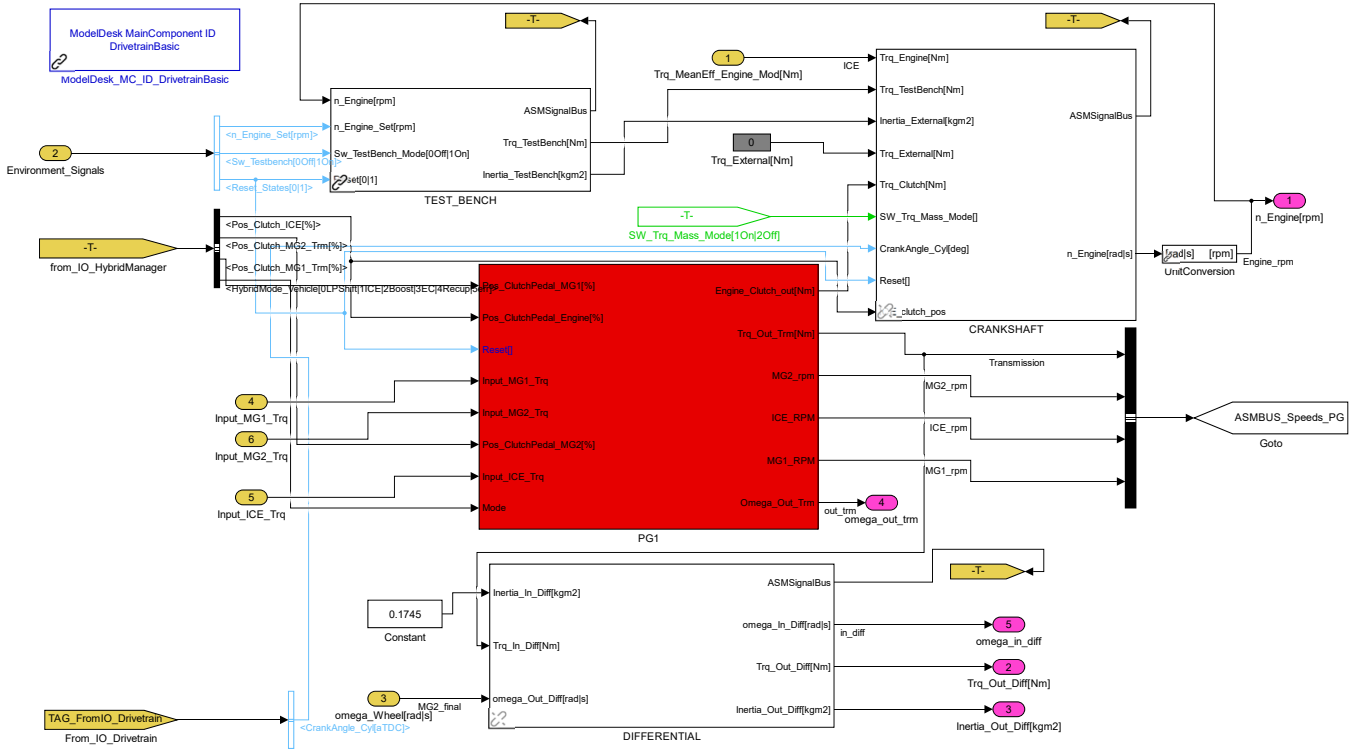 ModelDesk MainComponent ID
DrivetrainBasic
ModelDesk_MC_ID_DrivetrainBasic
-T-
-T-
1
Trq_MeanEff_Engine_Mod[Nm]
ICE
n_Engine[rpm]
n_Engine_Set[rpm]
Sw_TestBench_Mode[0Off|1On]
ASMSignalBus
Trq_TestBench[Nm]
Inertia_TestBench[kgm2]
TEST_BENCH
<n_Engine_Set[rpm]>
<Sw_Testbench[0Off|1On]>
<Reset_States[0|1]>
2
Environment_Signals
Trq_Engine[Nm]
Trq_TestBench[Nm]
Inertia_External[kgm2]
Trq_External[Nm]
Trq_Clutch[Nm]
SW_Trq_Mass_Mode[]
CrankAngle_Cyl[deg]
Reset[]
_clutch_pos
ASMSignalBus
n_Engine[rad|s]
CRANKSHAFT
0
Trq_External[Nm]
-T-
SW_Trq_Mass_Mode[1On|2Off]
1
n_Engine[rpm]
[rad|s] [rpm]
UnitConversion
Engine_rpm
-T-
from_IO_HybridManager
<Pos_Clutch_ICE[%]>
<Pos_Clutch_MG2_Trm[%]>
<Pos_Clutch_MG1_Trm[%]>
<HybridMode_Vehicle[0LPShift|1ICE|2Boost|3EC|4Recup|
Pos_ClutchPedal_MG1[%]
Pos_ClutchPedal_Engine[%]
Reset[]
Input_MG1_Trq
Input_MG2_Trq
Pos_ClutchPedal_MG2[%]
Input_ICE_Trq
Mode
Engine_Clutch_out[Nm]
Trq_Out_Trm[Nm]
MG2_rpm
ICE_RPM
MG1_RPM
Omega_Out_Trm
PG1
4
Input_MG1_Trq
6
Input_MG2_Trq
5
Input_ICE_Trq
Transmission
MG2_rpm
ICE_rpm
MG1_rpm
ASMBUS_Speeds_PG
Goto
out_trm
4
omega_out_trm
0.1745
Constant
Inertia_In_Diff[kgm2]
Trq_In_Diff[Nm]
omega_Out_Diff[rad|s]
ASMSignalBus
omega_In_Diff[rad|s]
Trq_Out_Diff[Nm]
Inertia_Out_Diff[kgm2]
DIFFERENTIAL
-T-
in_diff
5
omega_in_diff
2
Trq_Out_Diff[Nm]
3
Inertia_Out_Diff[kgm2]
3
omega_Wheel[rad|s]
MG2_final
TAG_FromIO_Drivetrain
From_IO_Drivetrain
<CrankAngle_Cyl[aTDC]>